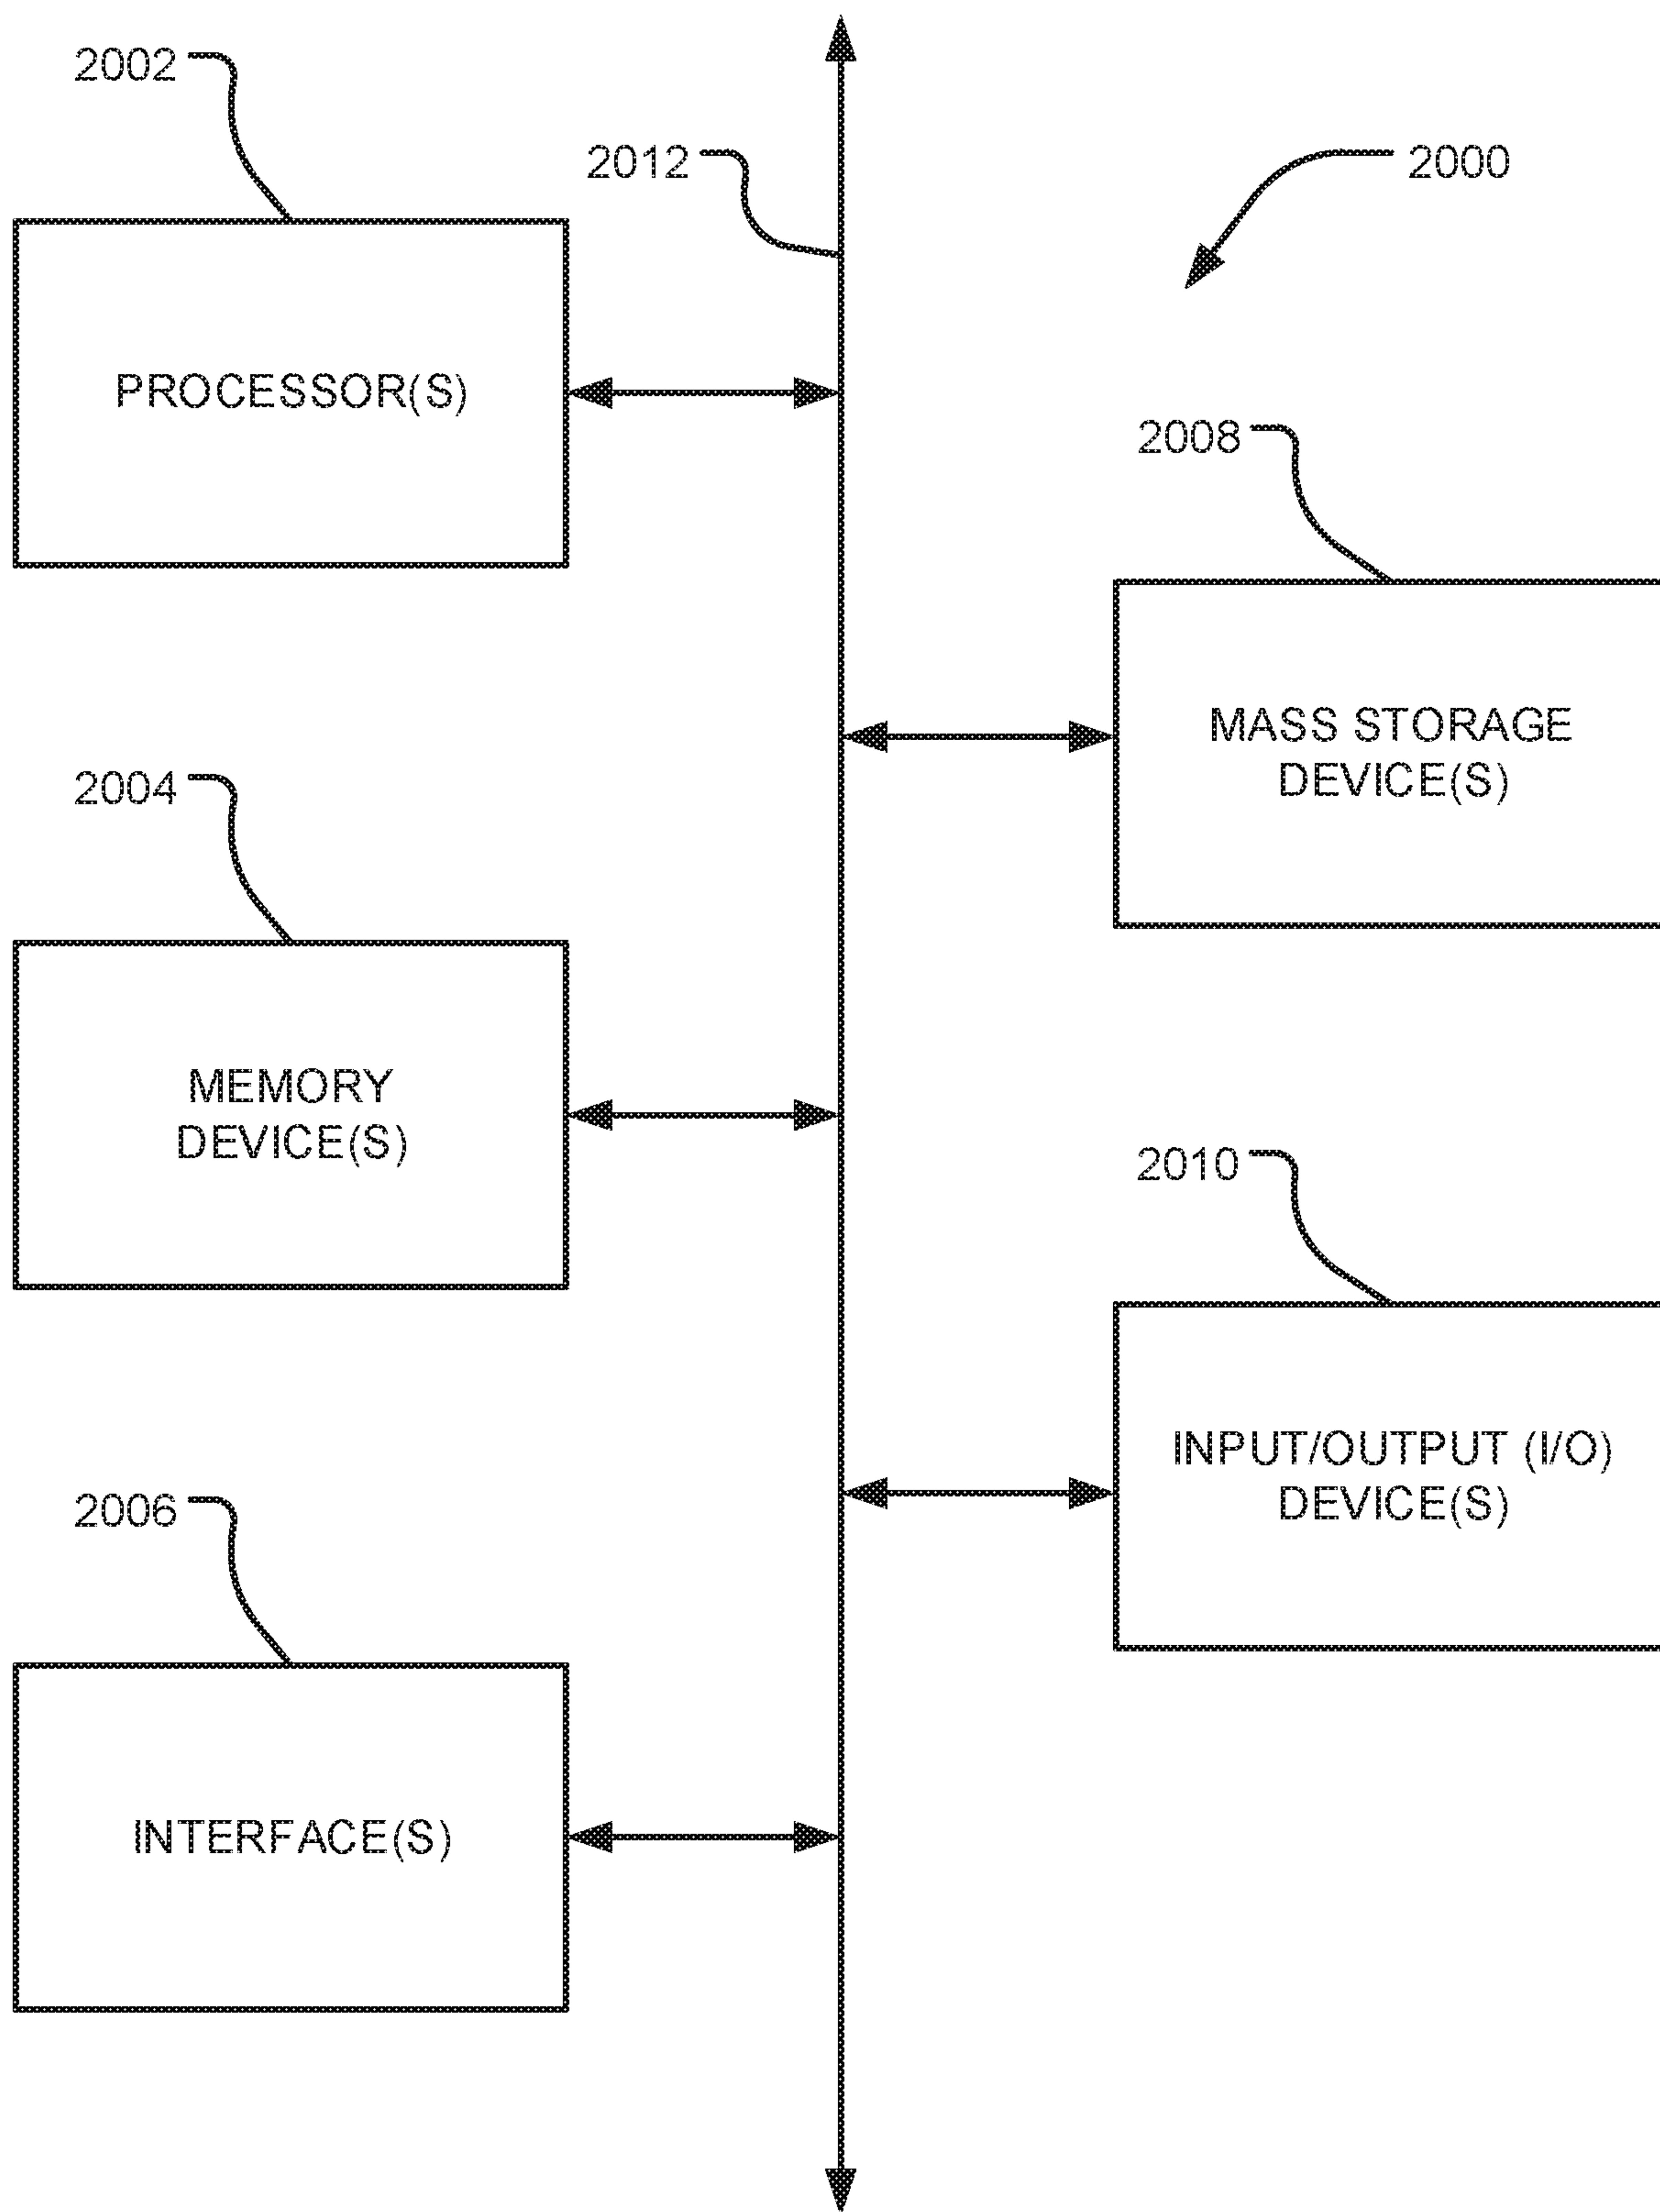 2002
2012
2000
PROCESSOR(S)
2008
MASS STORAGE
DEVICE(S)
2004
MEMORY
DEVICE(S)
2010
INPUT/OUTPUT (I/O)
DEVICE(S)
2006
INTERFACE(S)